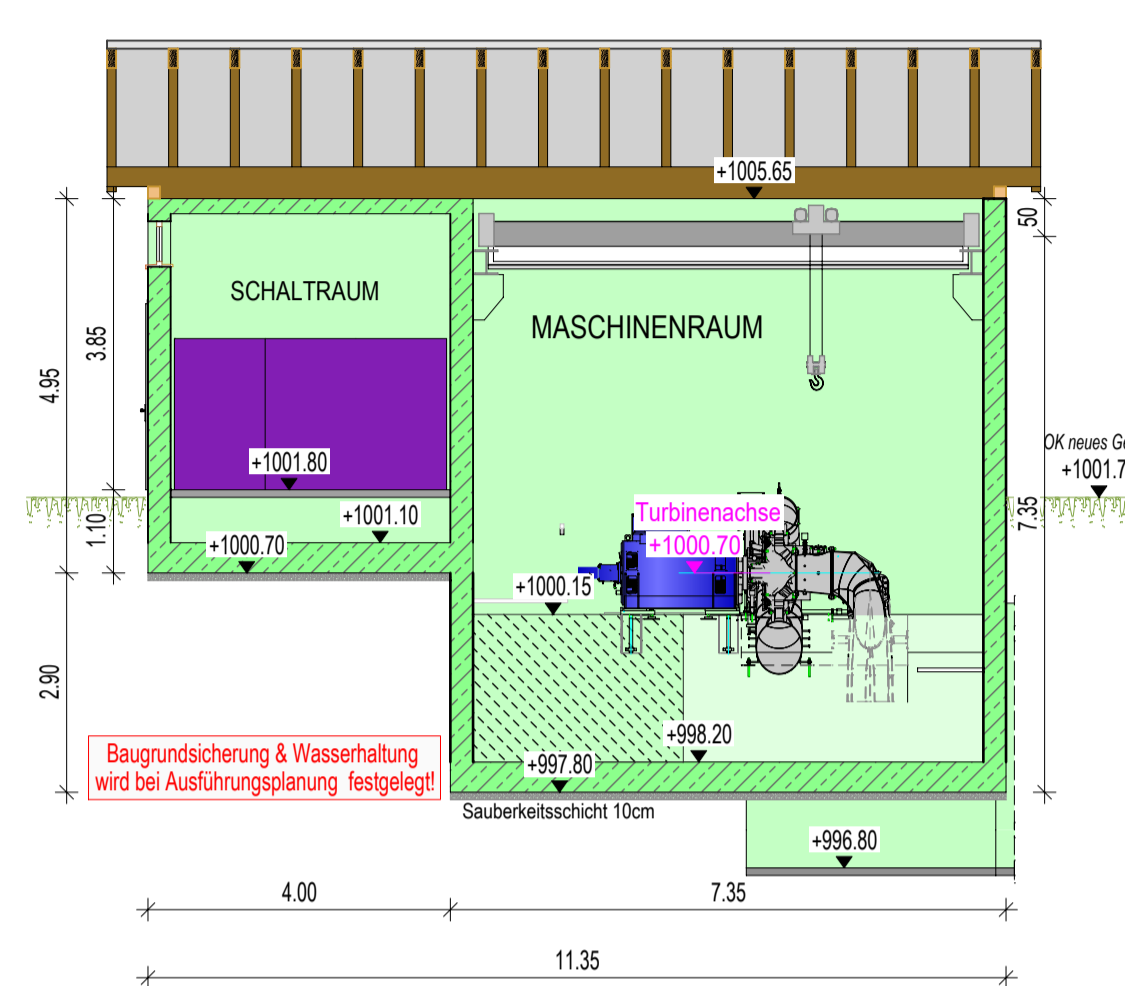 +1005.65
50
SCHALTRAUM
MASCHINENRAUM
3.85
4.95
OK neues Ge
+1001.7
+1001.80
Turbinenachse
7.35
+1001.10
1.10
+1000.70
+1000.70
+1000.15
2.90
+998.20
Baugrundsicherung & Wasserhaltung
wird bei Ausführungsplanung festgelegt!
+997.80
Sauberkeitsschicht 10cm
+996.80
4.00
7.35
11.35